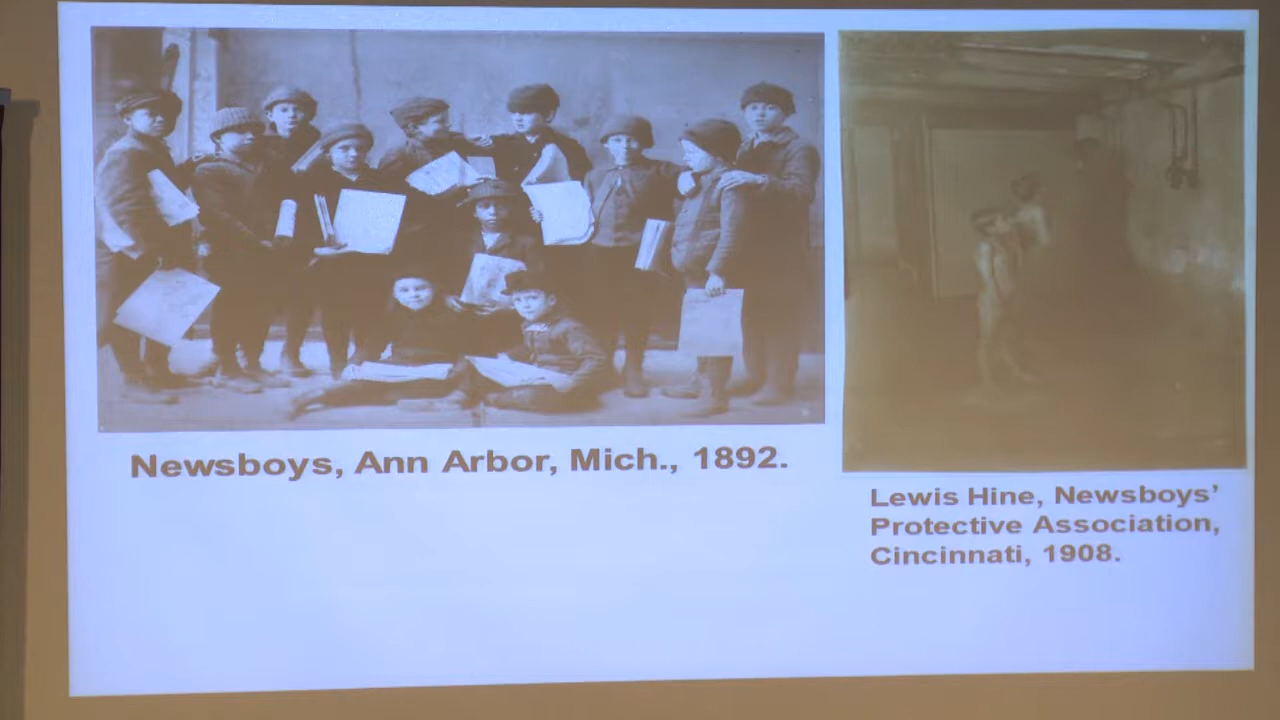 Newsboys, Ann Arbor, Mich., 1892.
Lewis Hine, Newsboys’
Protective Association,
Cincinnati, 1908.